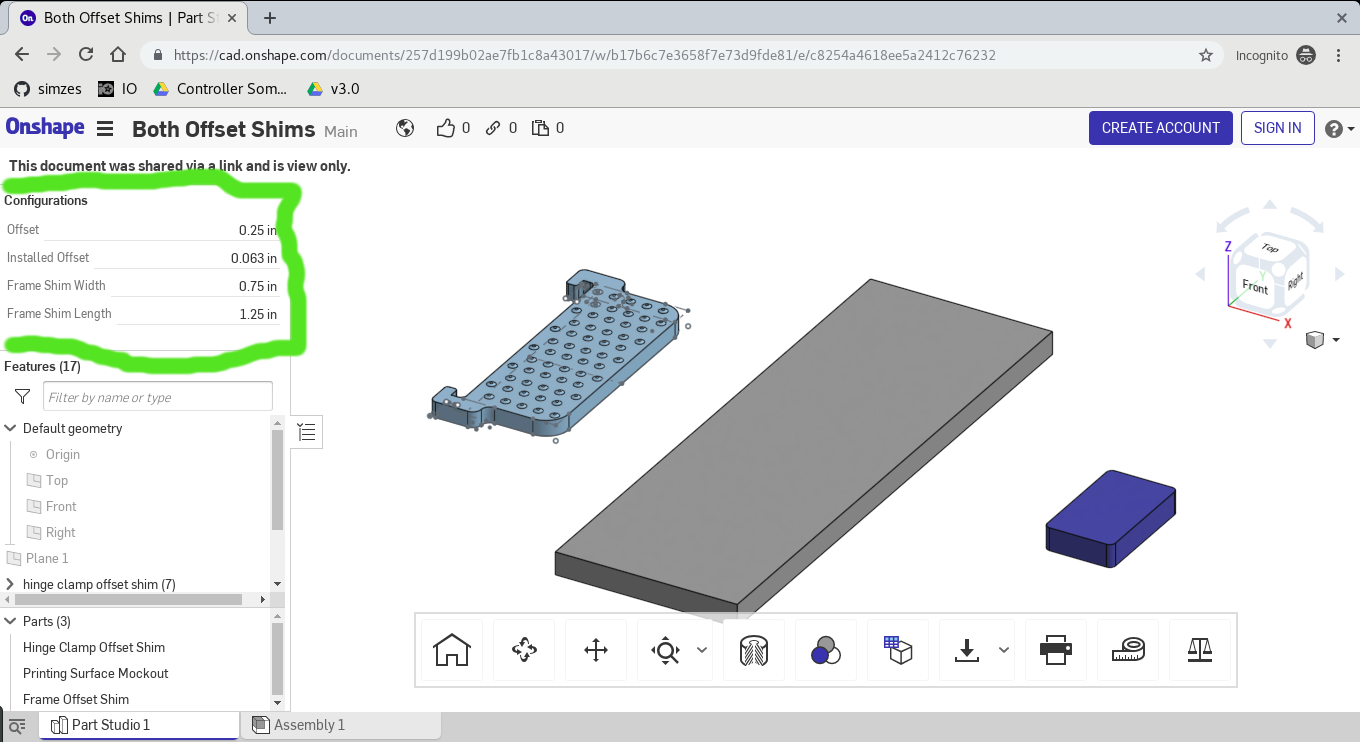 Both Offset Shims | Part S
https://cad.onshape.com/documents/257d199b02ae7fb1c8a43017/w/b17b6c7e3658f7e73d9fde81/e/c8254a4618ee5a2412c76232
Incognito
simzes
IO
Controller Som...
v3.0
Onshape
Both Offset Shims Main
0
0
0
CREATE ACCOUNT
SIGN IN
This document was shared via a link and is view only.
Configurations
Offset 0.25 in
Installed Offset 0.063 in
Frame Shim Width 0.75 in
Frame Shim Length 1.25 in
Features (17)
Filter by name or type
Default geometry
Origin
Top
Front
Right
Plane 1
hinge clamp offset shim (7)
Parts (3)
Hinge Clamp Offset Shim
Printing Surface Mockout
Frame Offset Shim
Z
Top
Y
Front
Right
X
Part Studio 1
Assembly 1